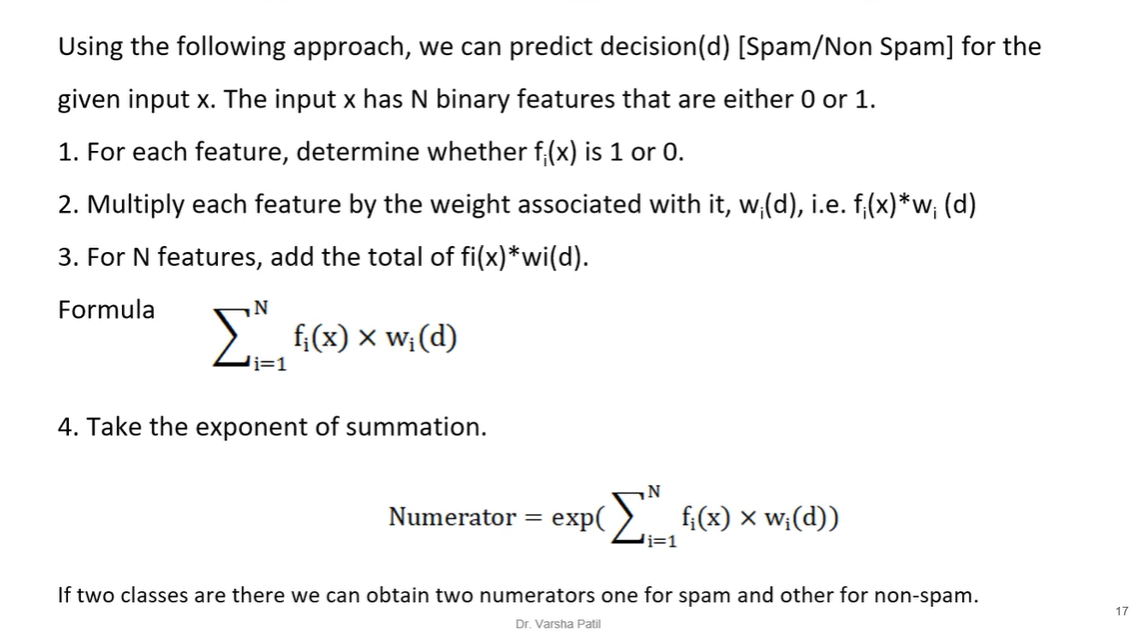 Using the following approach, we can predict decision(d) [Spam/Non Spam] for the
given input x. The input x has N binary features that are either 0 or 1.
1. For each feature, determine whether fᵢ(x) is 1 or 0.
2. Multiply each feature by the weight associated with it, wᵢ(d), i.e. fᵢ(x)*wᵢ (d)
3. For N features, add the total of fi(x)*wi(d).
Formula ∑ᴺᵢ₌₁ fᵢ(x) × wᵢ(d)
4. Take the exponent of summation.
Numerator = exp(∑ᴺᵢ₌₁ fᵢ(x) × wᵢ(d))
If two classes are there we can obtain two numerators one for spam and other for non-spam.
17
Dr. Varsha Patil